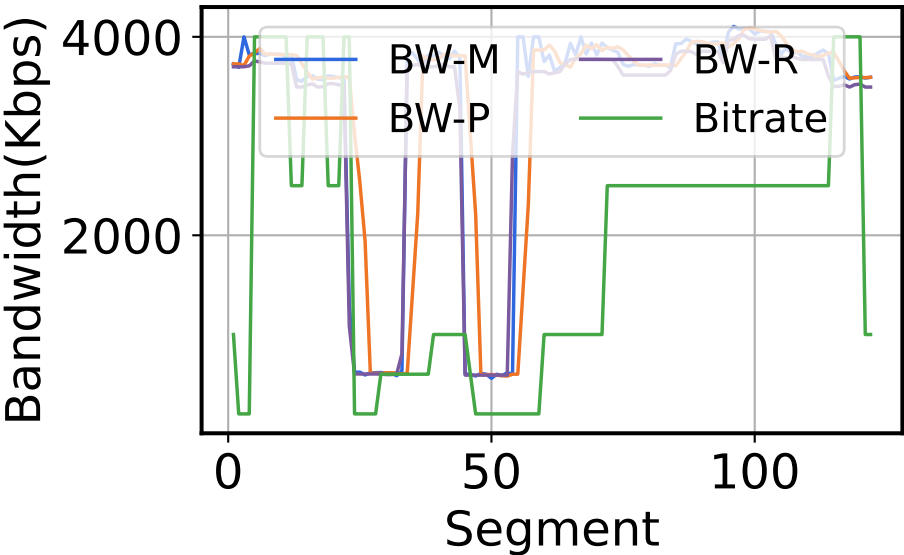 Bandwidth(Kbps)
4000
2000
BW-M
BW-P
BW-R
Bitrate
0
50
100
Segment